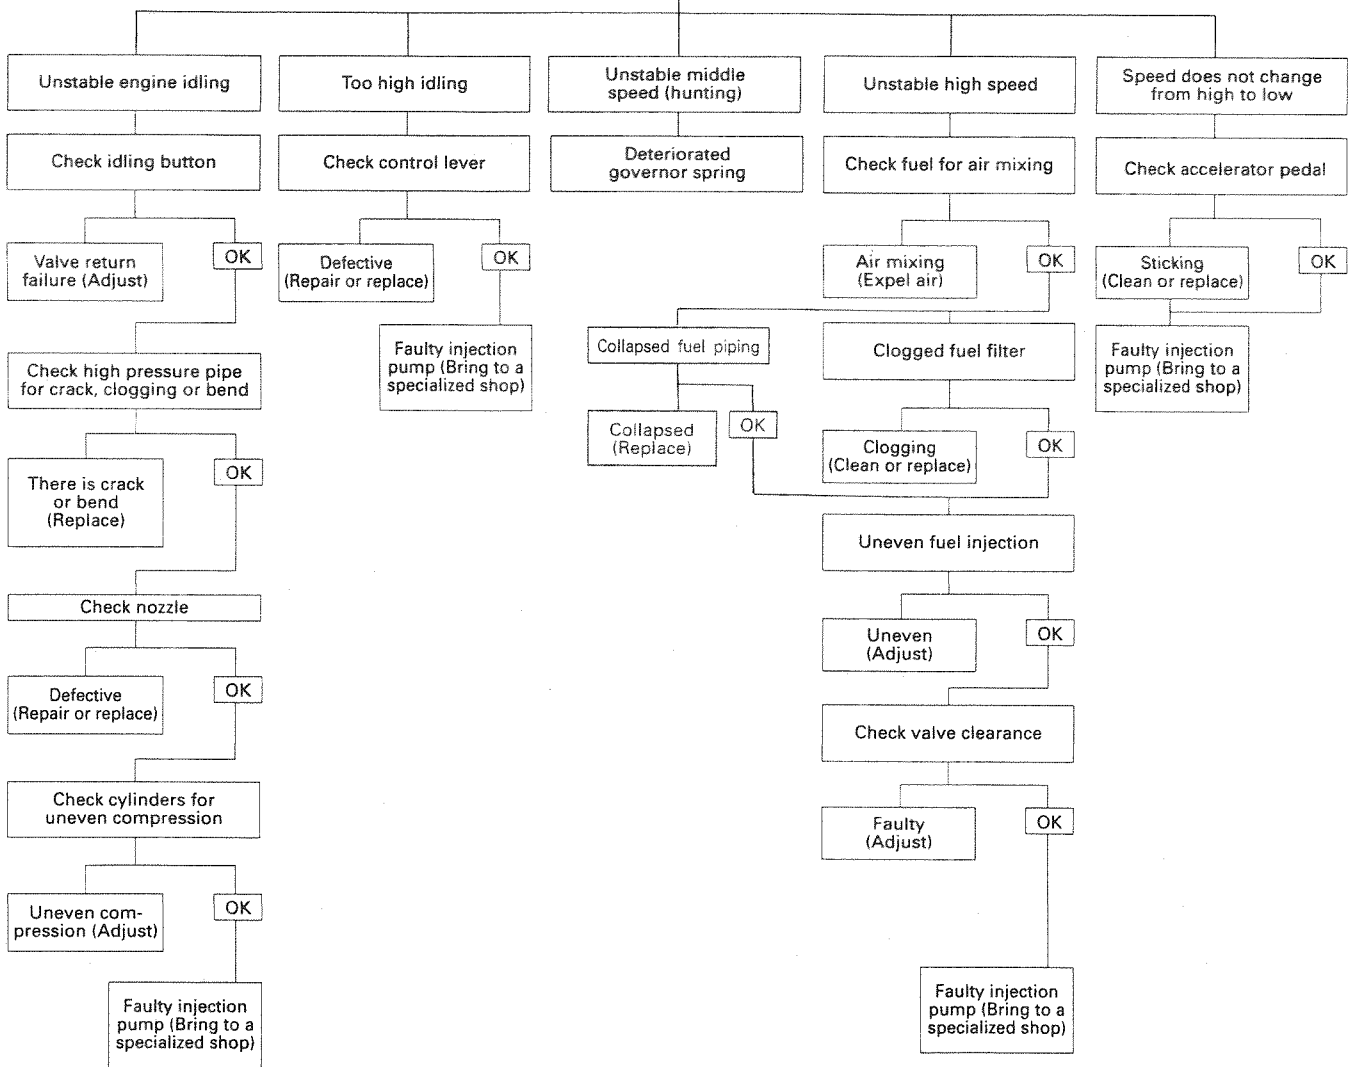 Unstable engine idling
Check idling button
Valve return
failure (Adjust)
OK
Check high pressure pipe
for crack, clogging or bend
There is crack
or bend
(Replace)
OK
Check nozzle
Defective
(Repair or replace)
OK
Check cylinders for
uneven compression
Uneven com-
pression (Adjust)
OK
Faulty injection
pump (Bring to a
specialized shop)
Too high idling
Check control lever
Defective
(Repair or replace)
OK
Faulty injection
pump (Bring to a
specialized shop)
Unstable middle
speed (hunting)
Deteriorated
governor spring
Unstable high speed
Check fuel for air mixing
Air mixing
(Expel air)
OK
Collapsed fuel piping
Collapsed
(Replace)
OK
Clogged fuel filter
Clogging
(Clean or replace)
OK
Uneven fuel injection
Uneven
(Adjust)
OK
Check valve clearance
Faulty
(Adjust)
OK
Faulty injection
pump (Bring to a
specialized shop)
Speed does not change
from high to low
Check accelerator pedal
Sticking
(Clean or replace)
OK
Faulty injection
pump (Bring to a
specialized shop)